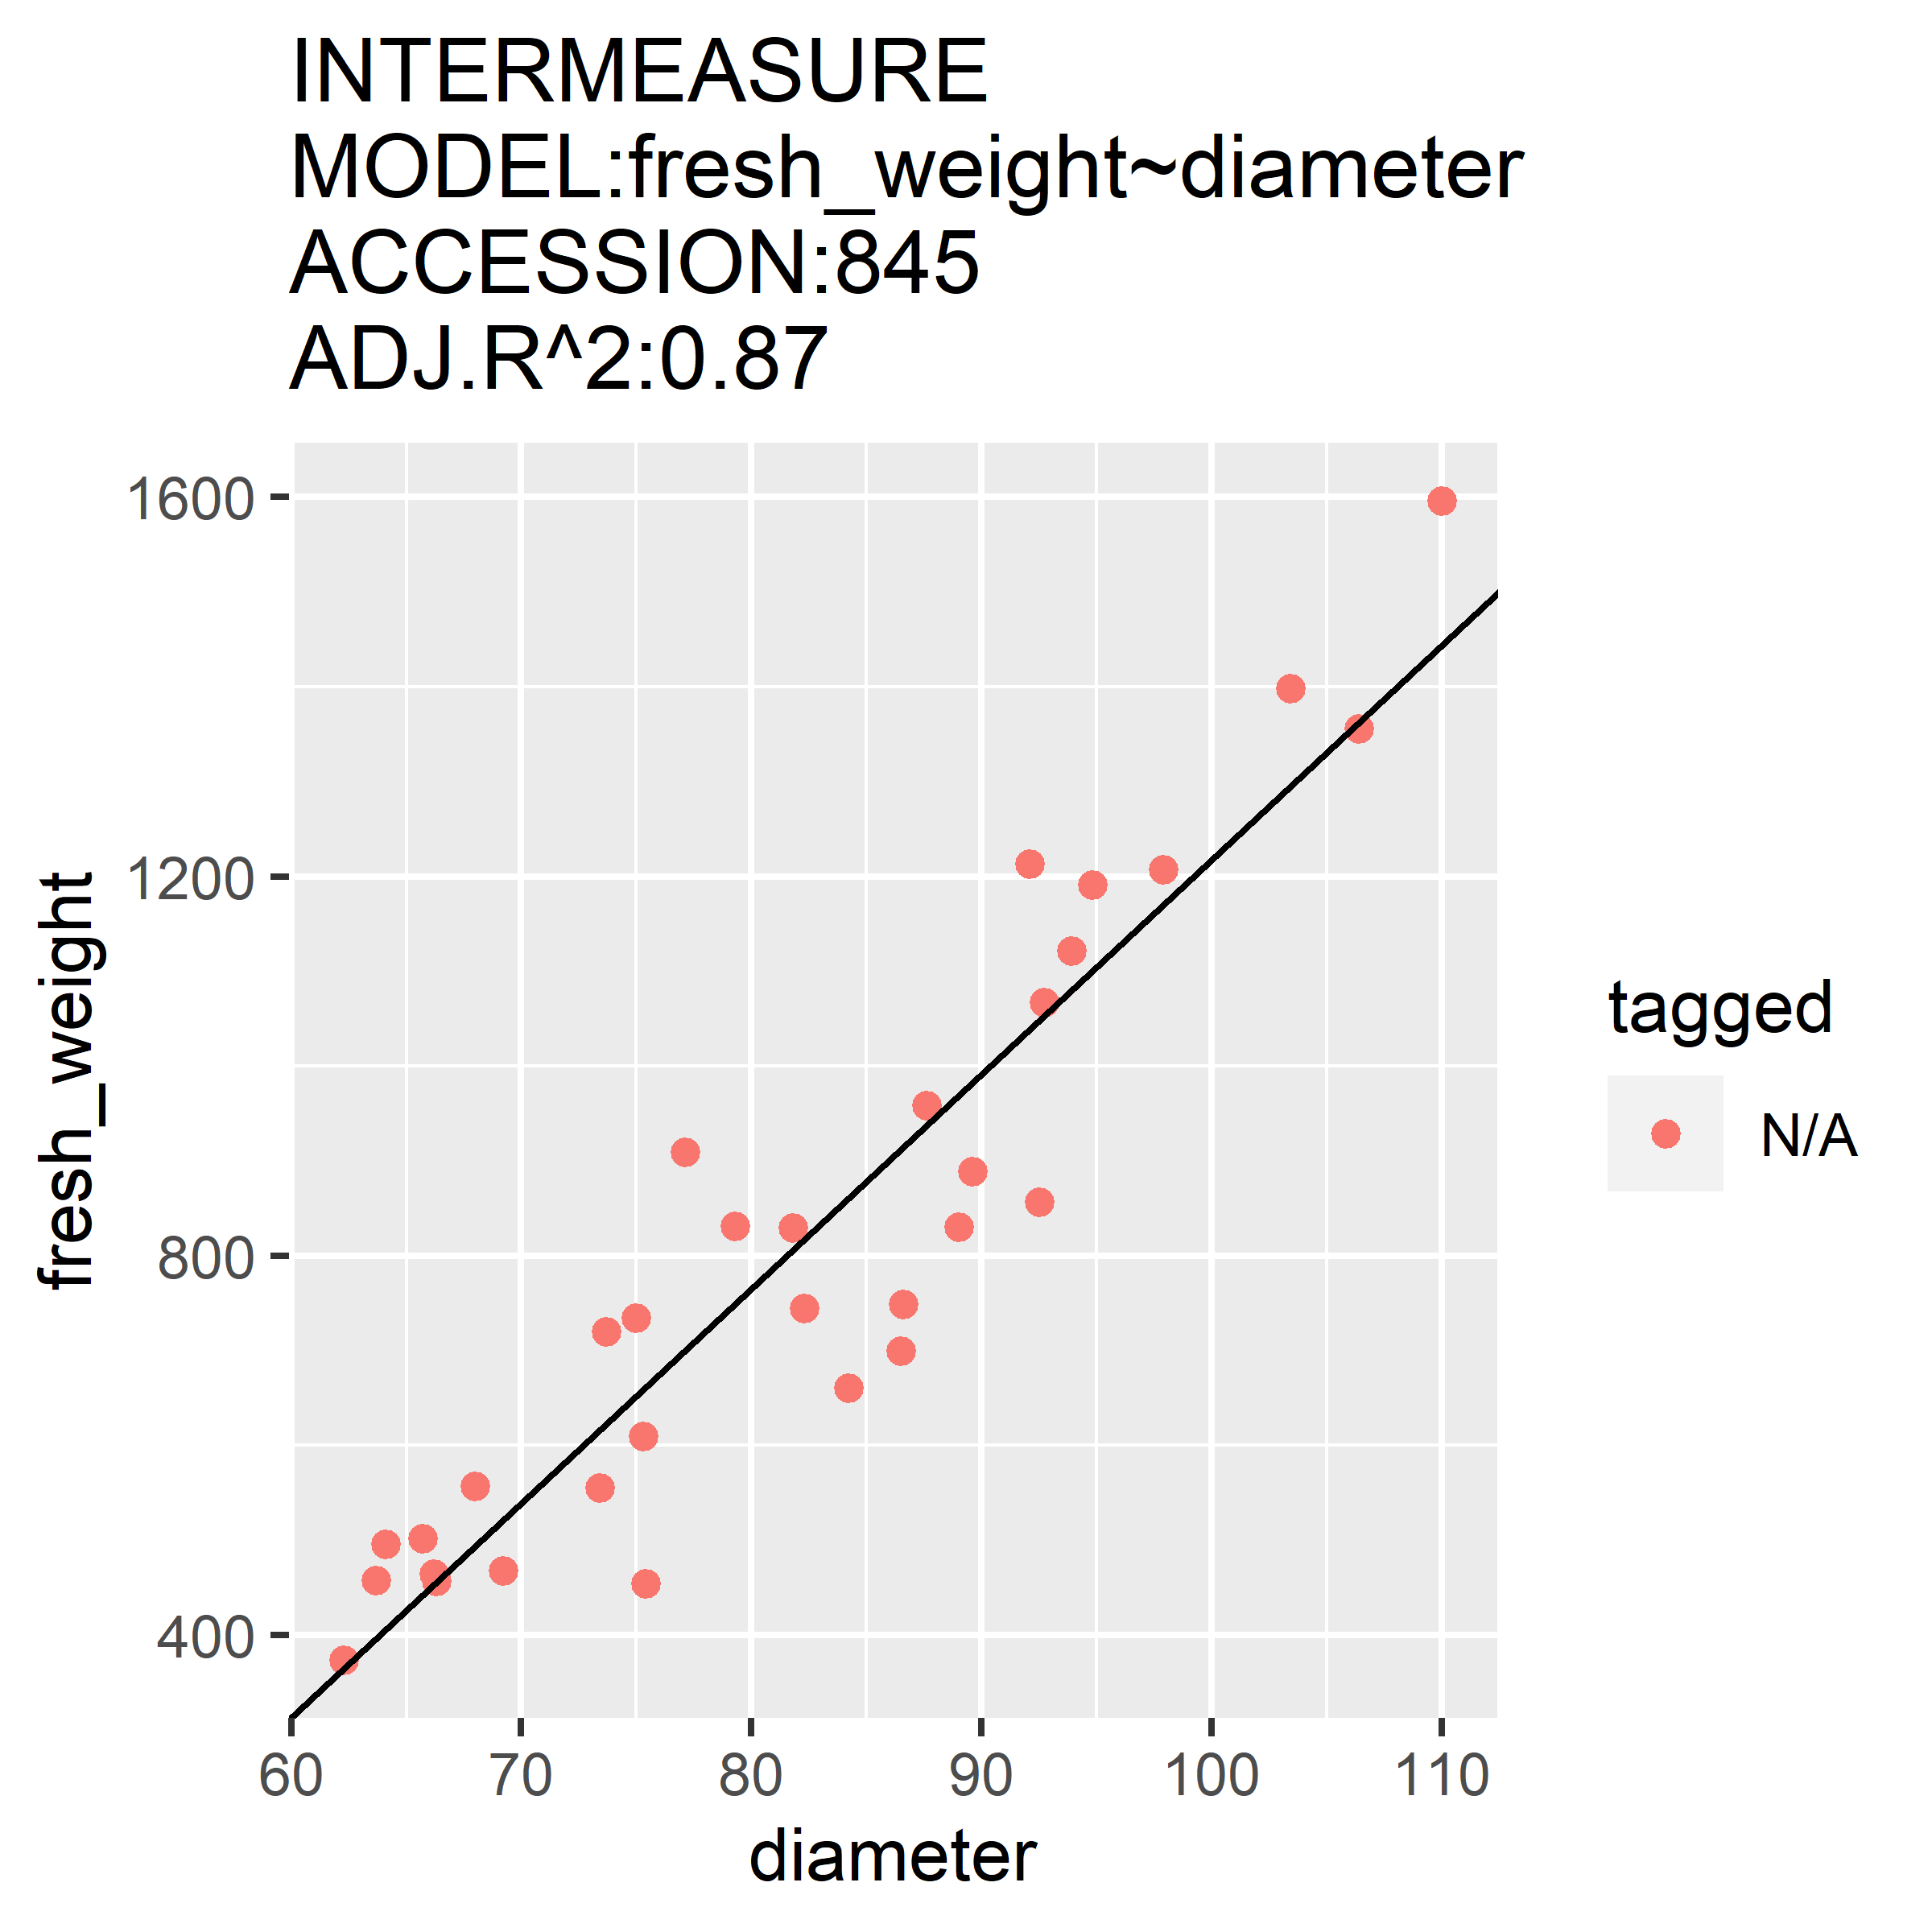 INTERMEASURE
MODEL:fresh_weight~diameter
ACCESSION:845
ADJ.R^2:0.87
1600
1200
800
400
fresh_weight
60 70 80 90 100 110
diameter
tagged
N/A